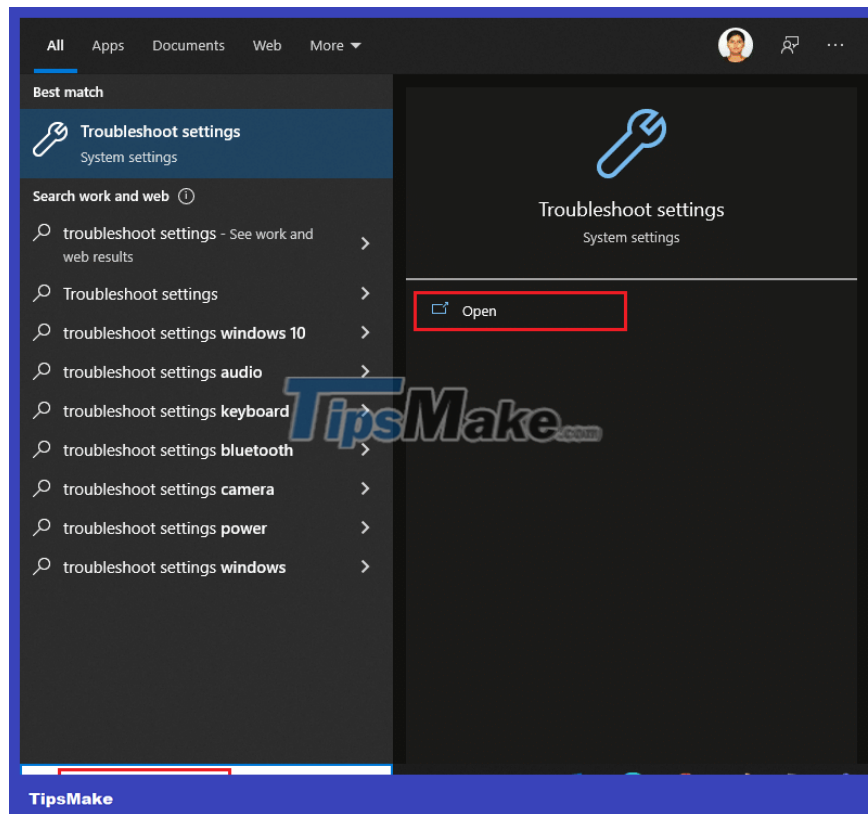 All Apps Documents Web More
Best match
Troubleshoot settings
System settings
Search work and web
troubleshoot settings - See work and
web results
Troubleshoot settings
troubleshoot settings windows 10
troubleshoot settings audio
troubleshoot settings keyboard
troubleshoot settings bluetooth
troubleshoot settings camera
troubleshoot settings power
troubleshoot settings windows
Troubleshoot settings
System settings
Open
TipsMake.com
TipsMake